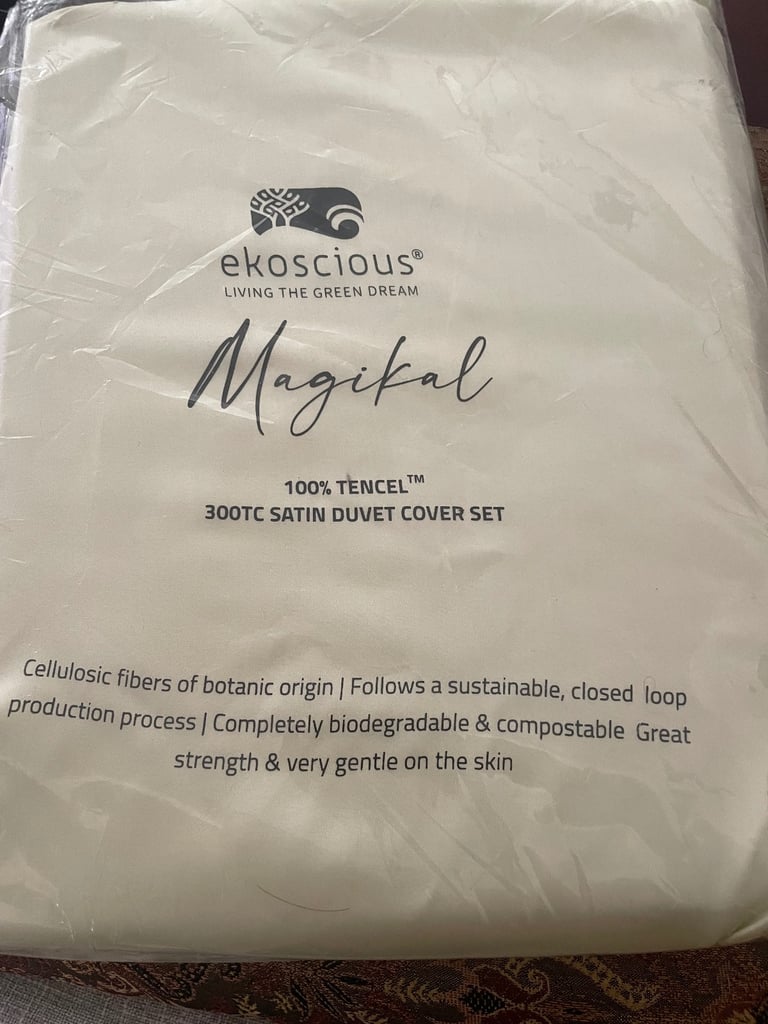 ekoscious®
LIVING THE GREEN DREAM
Magikal
100% TENCEL™
300TC SATIN DUVET COVER SET
Cellulosic fibers of botanic origin | Follows a sustainable, closed loop
production process | Completely biodegradable & compostable Great
strength & very gentle on the skin